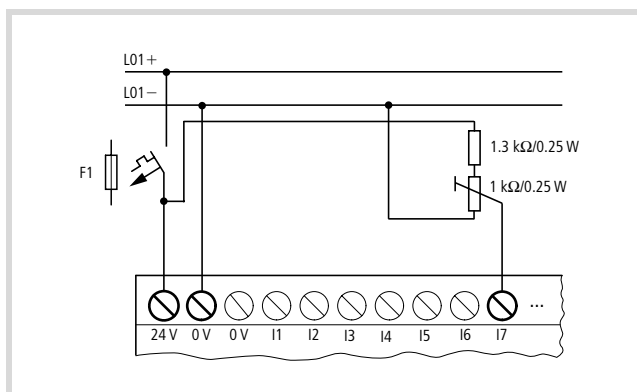 L01+
L01−
1.3 kΩ/0.25 W
F1
1 kΩ/0.25 W
...
24 V 0 V 0 V I1 I2 I3 I4 I5 I6 I7